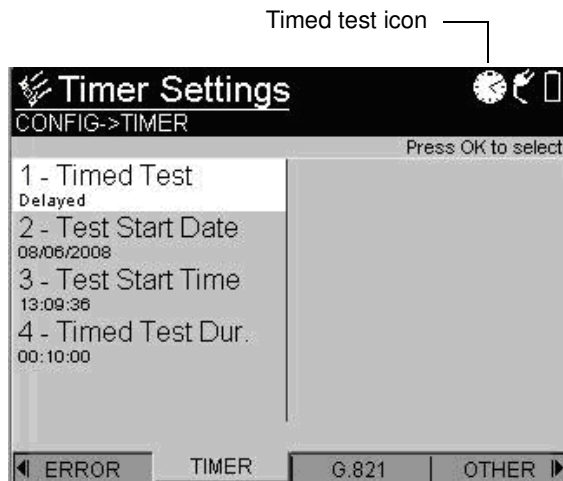 Timed test icon
Timer Settings
CONFIG->TIMER
Press OK to select
1 - Timed Test
Delayed
2 - Test Start Date
08/06/2008
3 - Test Start Time
13:09:36
4 - Timed Test Dur.
00:10:00
ERROR TIMER G.821 OTHER